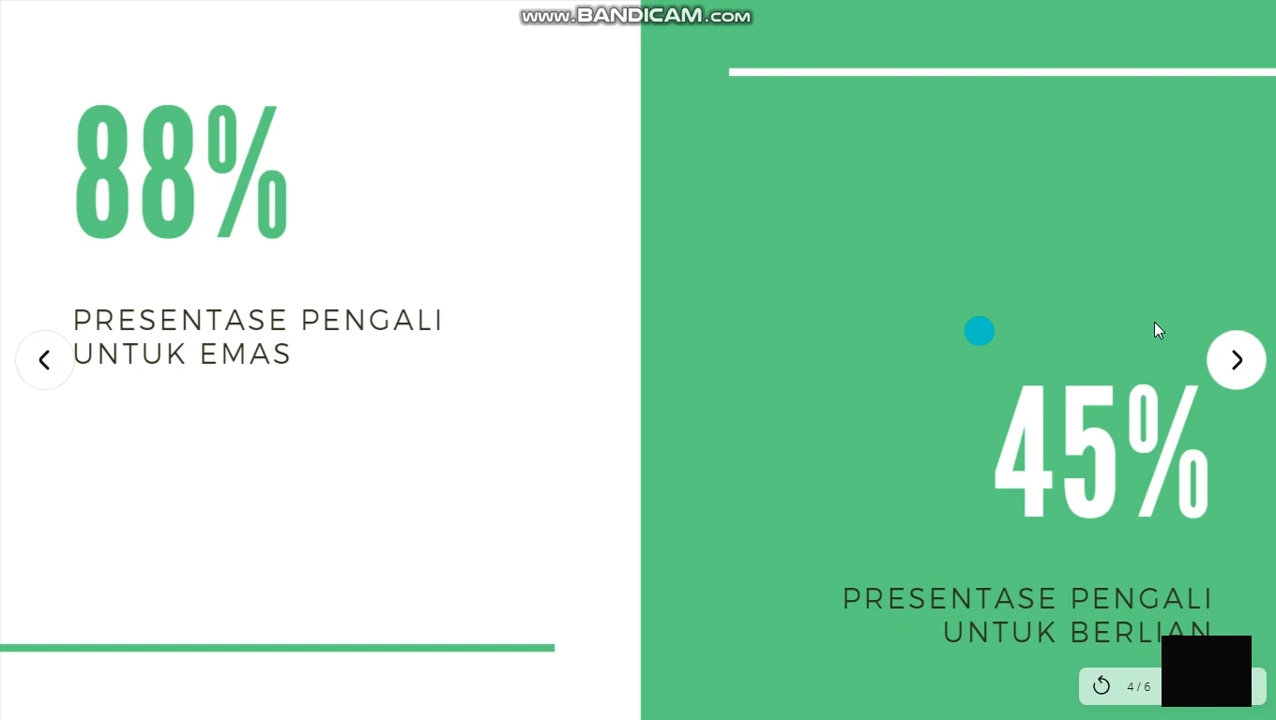 www.BANDICAM.com
88%
PRESENTASE PENGALI
UNTUK EMAS
45%
PRESENTASE PENGALI
UNTUK BERLIAN
4 / 6